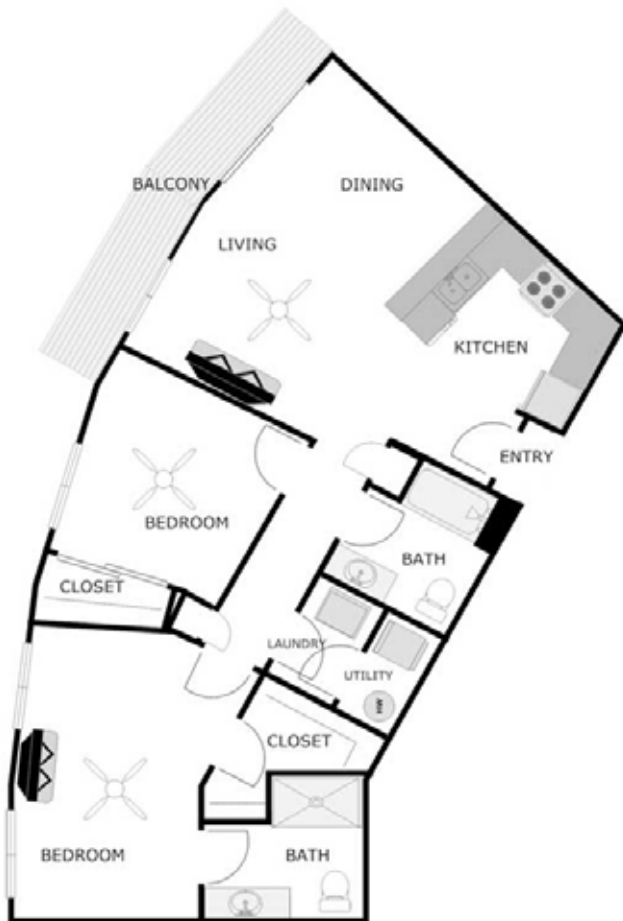 BALCONY
DINING
LIVING
KITCHEN
ENTRY
BEDROOM
BATH
CLOSET
LAUNDRY
UTILITY
CLOSET
BEDROOM
BATH